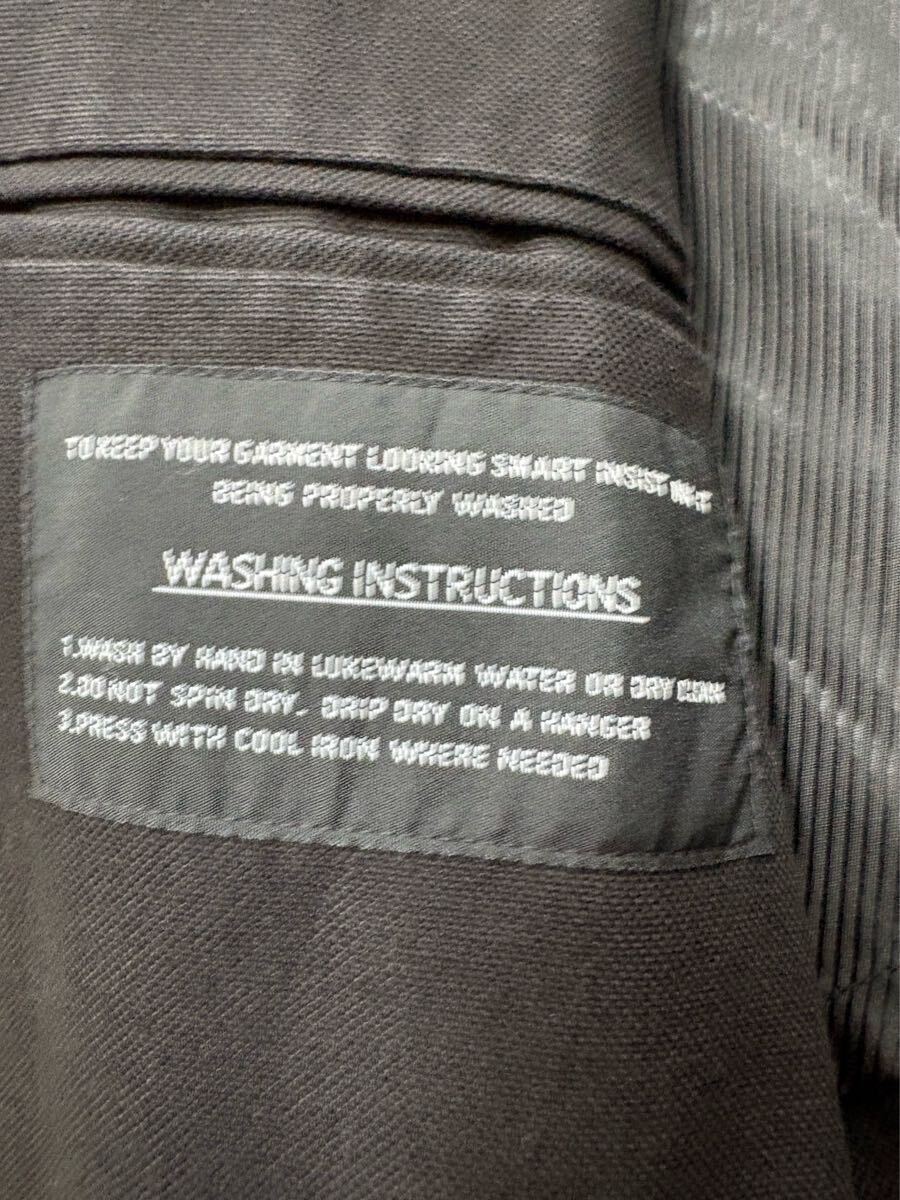 TO KEEP YOUR GARMENT LOOKING SMART INSIST IN IT
BEING PROPERLY WASHED
WASHING INSTRUCTIONS
1.WASH BY HAND IN LUKEWARM WATER OR DRY
2.DO NOT SPIN DRY. DRIP DRY ON A HANGER
3.PRESS WITH COOL IRON WHERE NEEDED